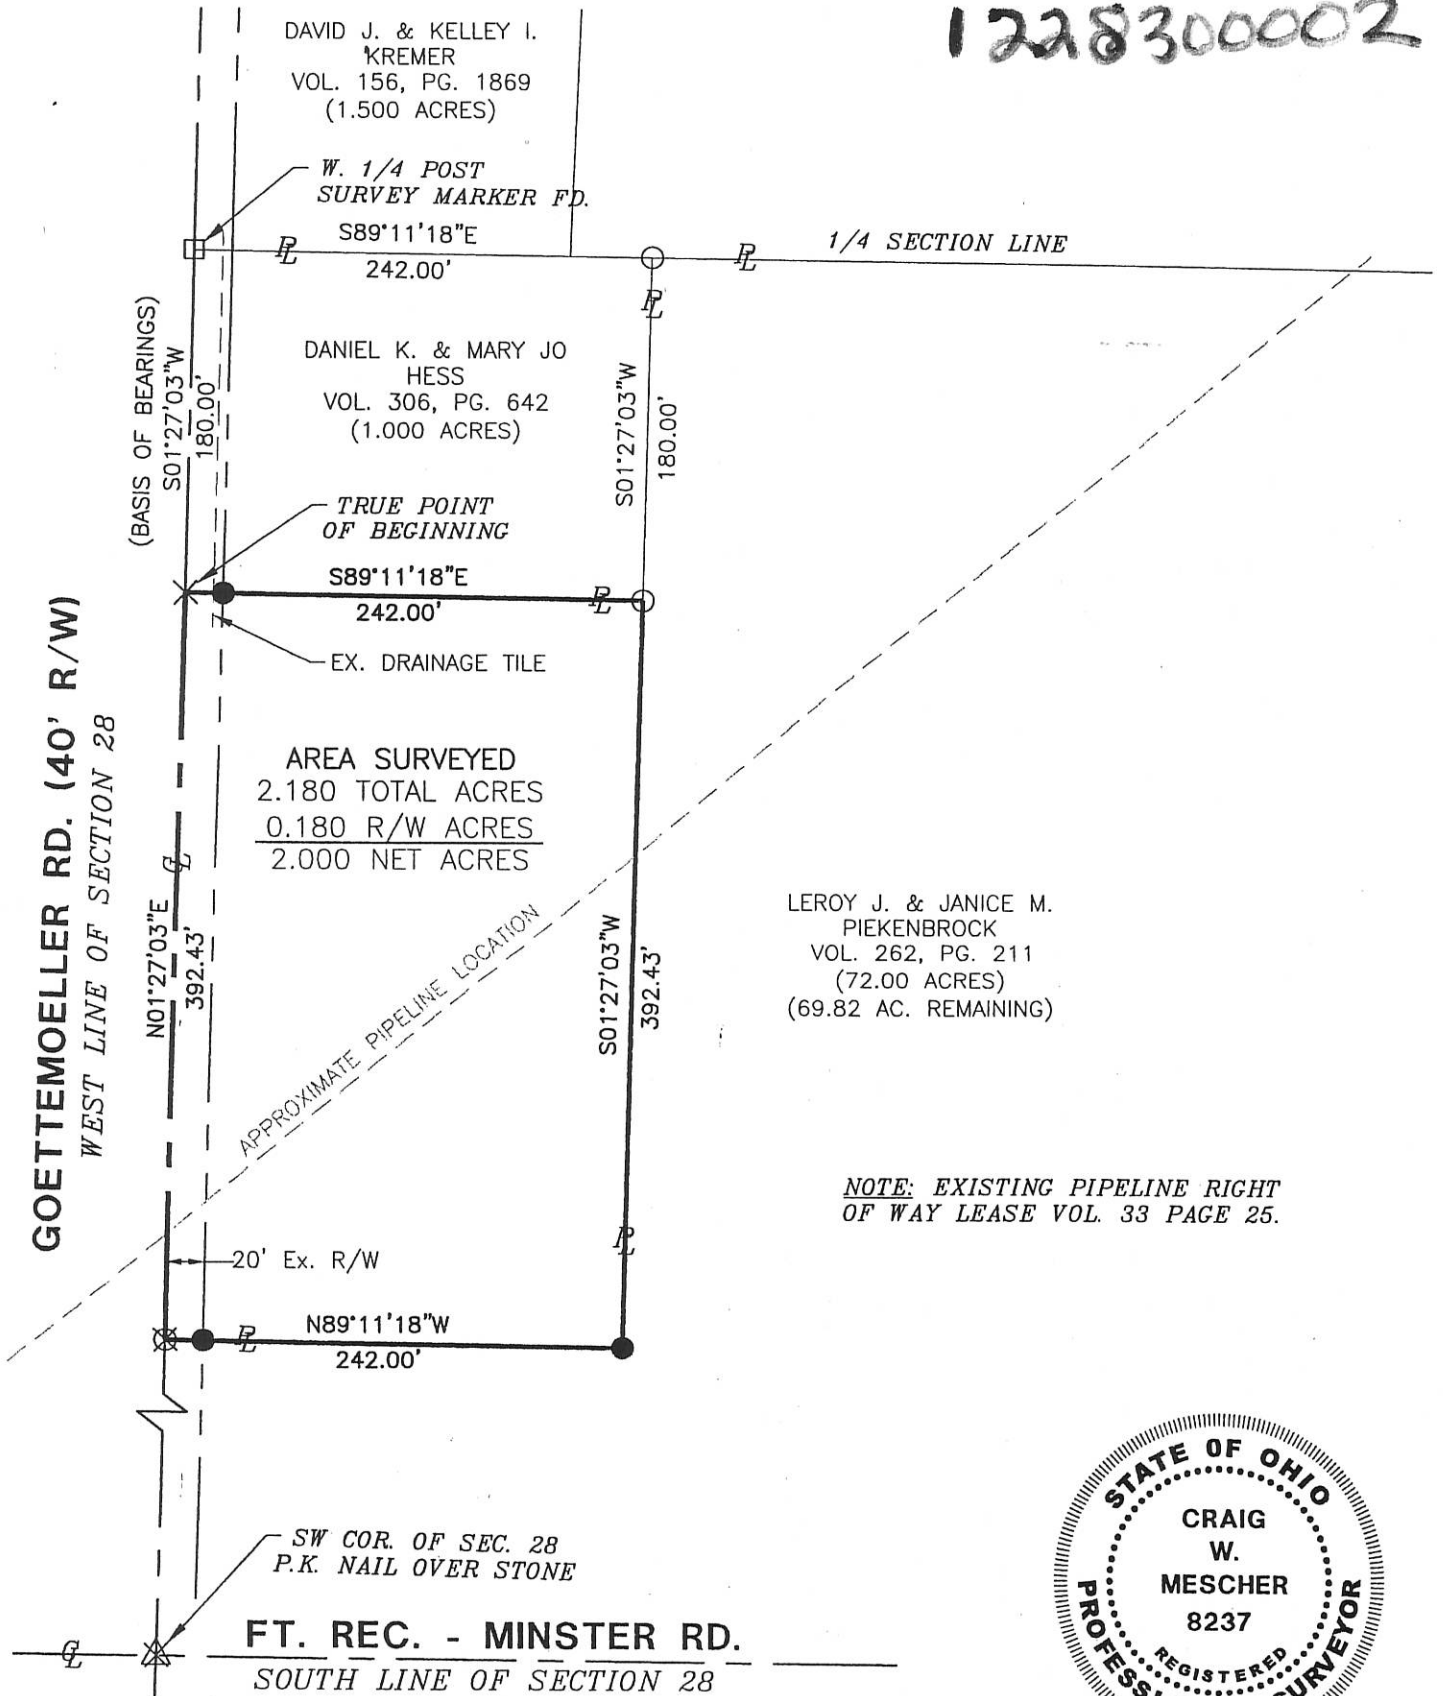 1228300002
DAVID J. & KELLEY I.
KREMER
VOL. 156, PG. 1869
(1.500 ACRES)
W. 1/4 POST
SURVEY MARKER FD.
S89°11'18"E
242.00'
1/4 SECTION LINE
PL
PL
PL
(BASIS OF BEARINGS)
S01°27'03"W
180.00'
DANIEL K. & MARY JO
HESS
VOL. 306, PG. 642
(1.000 ACRES)
S01°27'03"W
180.00'
TRUE POINT
OF BEGINNING
S89°11'18"E
242.00'
PL
EX. DRAINAGE TILE
GOETTEMOELLER RD. (40' R/W)
WEST LINE OF SECTION 28
AREA SURVEYED
2.180 TOTAL ACRES
0.180 R/W ACRES
2.000 NET ACRES
CL
N01°27'03"E
392.43'
APPROXIMATE PIPELINE LOCATION
S01°27'03"W
392.43'
LEROY J. & JANICE M.
PIEKENBROCK
VOL. 262, PG. 211
(72.00 ACRES)
(69.82 AC. REMAINING)
NOTE: EXISTING PIPELINE RIGHT
OF WAY LEASE VOL. 33 PAGE 25.
PL
20' Ex. R/W
N89°11'18"W
PL
242.00'
SW COR. OF SEC. 28
P.K. NAIL OVER STONE
FT. REC. - MINSTER RD.
CL
SOUTH LINE OF SECTION 28
STATE OF OHIO
CRAIG
W.
MESCHER
8237
REGISTERED
SURVEYOR